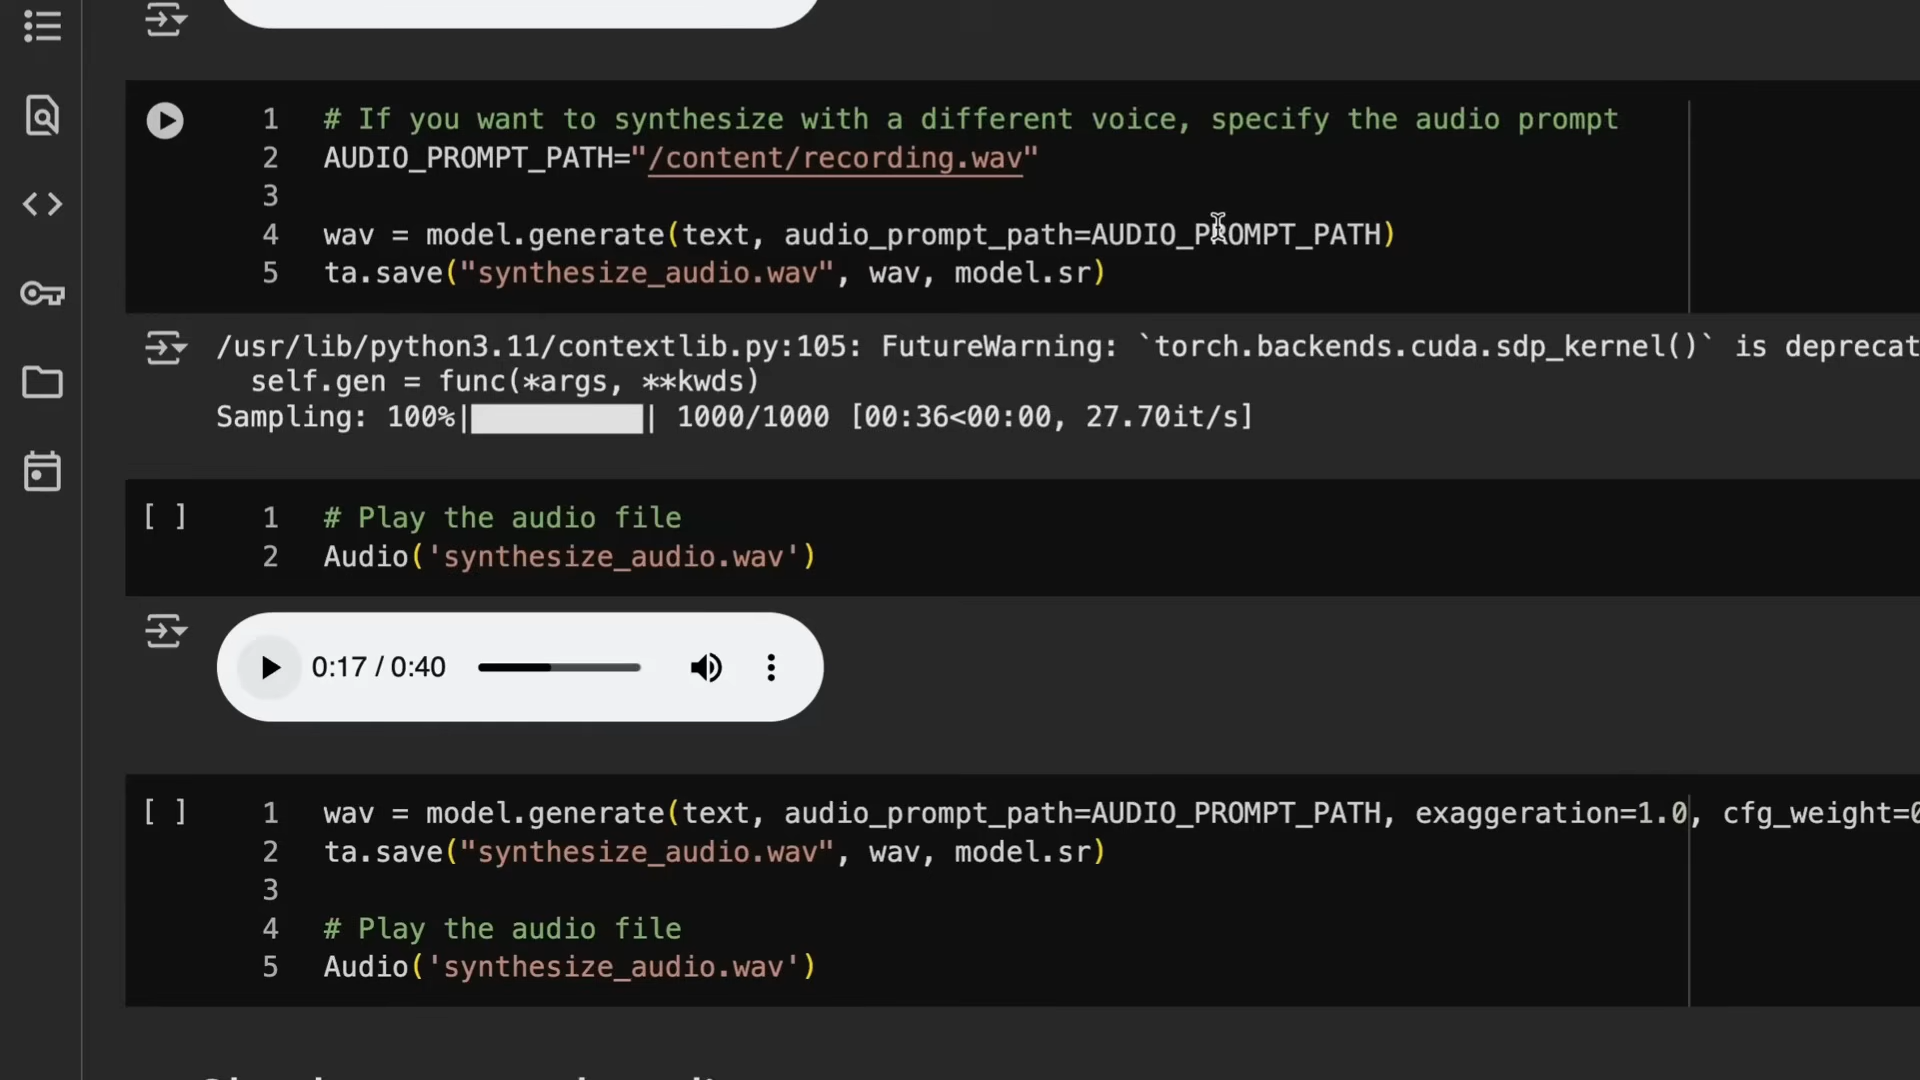 1 # If you want to synthesize with a different voice, specify the audio prompt
2 AUDIO_PROMPT_PATH="/content/recording.wav"
3
4 wav = model.generate(text, audio_prompt_path=AUDIO_PROMPT_PATH)
5 ta.save("synthesize_audio.wav", wav, model.sr)
/usr/lib/python3.11/contextlib.py:105: FutureWarning: `torch.backends.cuda.sdp_kernel()` is deprecat
self.gen = func(*args, **kwds)
Sampling: 100%|██████████| 1000/1000 [00:36<00:00, 27.70it/s]
[ ] 1 # Play the audio file
2 Audio('synthesize_audio.wav')
0:17 / 0:40
[ ] 1 wav = model.generate(text, audio_prompt_path=AUDIO_PROMPT_PATH, exaggeration=1.0, cfg_weight=0
2 ta.save("synthesize_audio.wav", wav, model.sr)
3
4 # Play the audio file
5 Audio('synthesize_audio.wav')